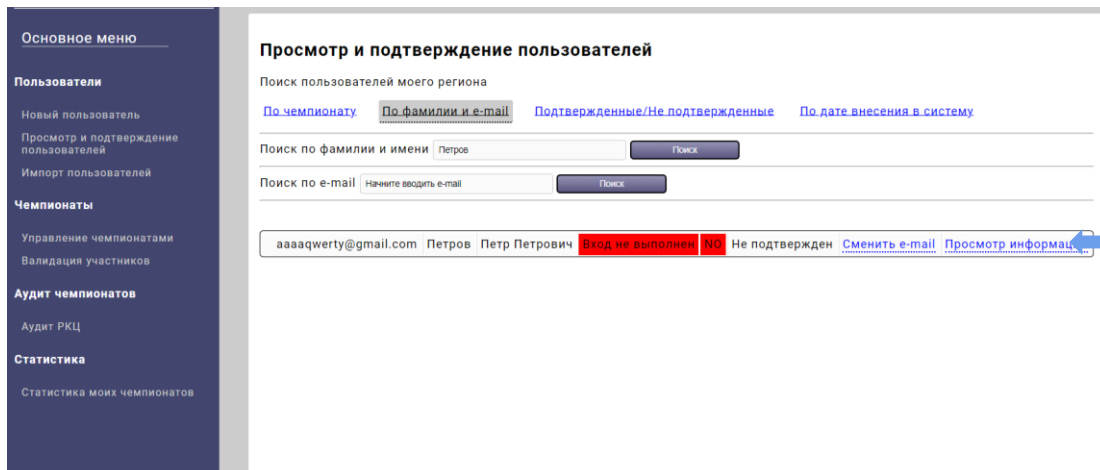 Основное меню
Пользователи
Новый пользователь
Просмотр и подтверждение
пользователей
Импорт пользователей
Чемпионаты
Управление чемпионатами
Валидация участников
Аудит чемпионатов
Аудит РКЦ
Статистика
Статистика моих чемпионатов
Просмотр и подтверждение пользователей
Поиск пользователей моего региона
По чемпионату По фамилии и e-mail Подтвержденные/Не подтвержденные По дате внесения в систему
Поиск по фамилии и имени Петров Поиск
Поиск по e-mail Начните вводить e-mail Поиск
aaaaqwerty@gmail.com Петров Петр Петрович Вход не выполнен NO Не подтвержден Сменить e-mail Просмотр